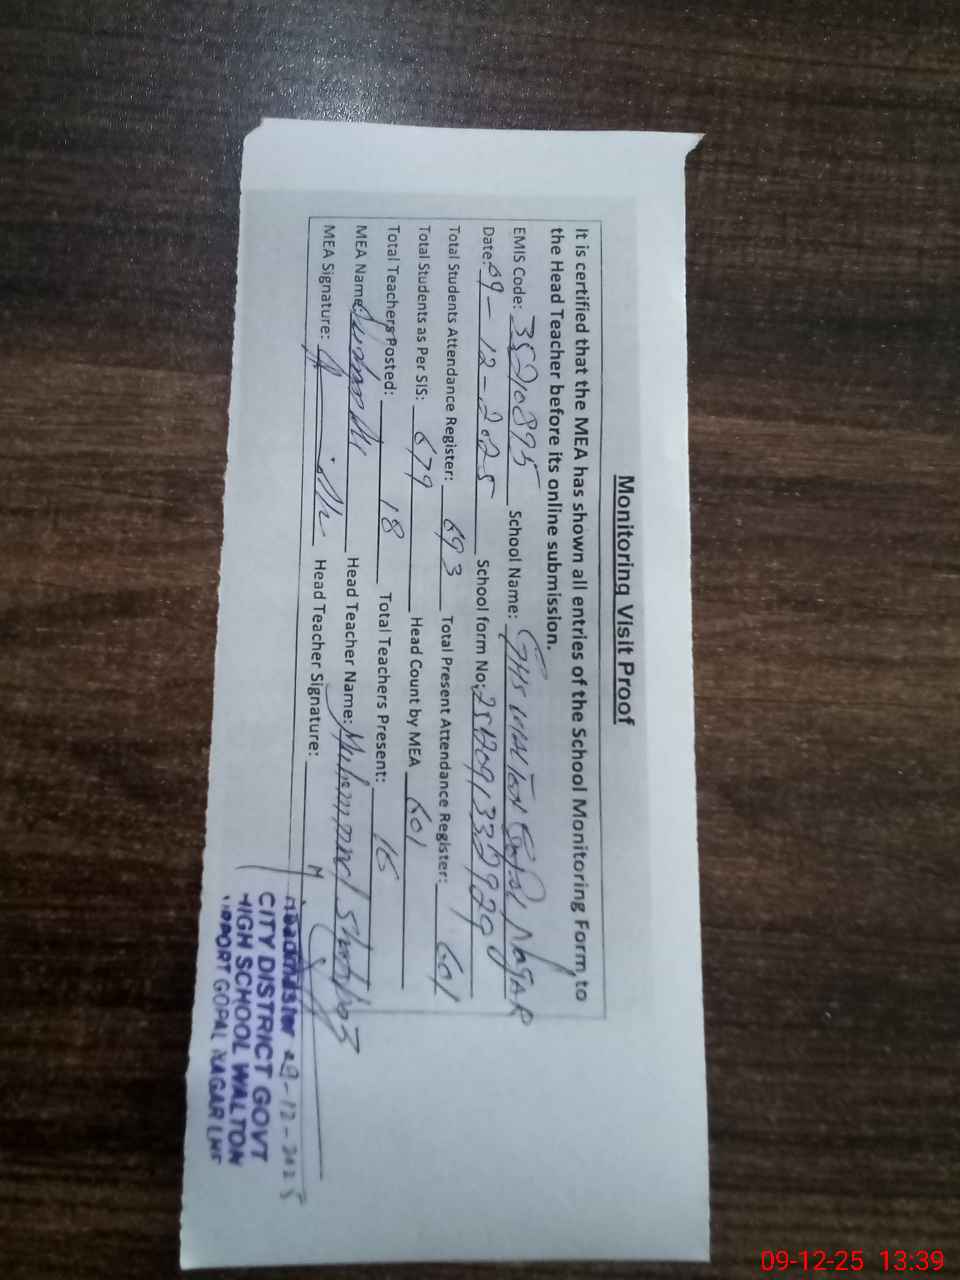 Monitoring Visit Proof
It is certified that the MEA has shown all entries of the School Monitoring Form to
the Head Teacher before its online submission.
EMIS Code: 35210895 School Name: GHS Walton Gopal Nagar
Date: 09-12-2025 School form No:
Total Students Attendance Register: 693 Total Present Attendance Register: 601
Total Students as Per SIS: 679 Head Count by MEA 601
Total Teachers Posted: 18 Total Teachers Present: 16
MEA Name: Head Teacher Name: Muhammad
MEA Signature: Head Teacher Signature:
Headmaster 09-12-2025
CITY DISTRICT GOVT
HIGH SCHOOL WALTON
AIRPORT GOPAL NAGAR LHR
09-12-25 13:39